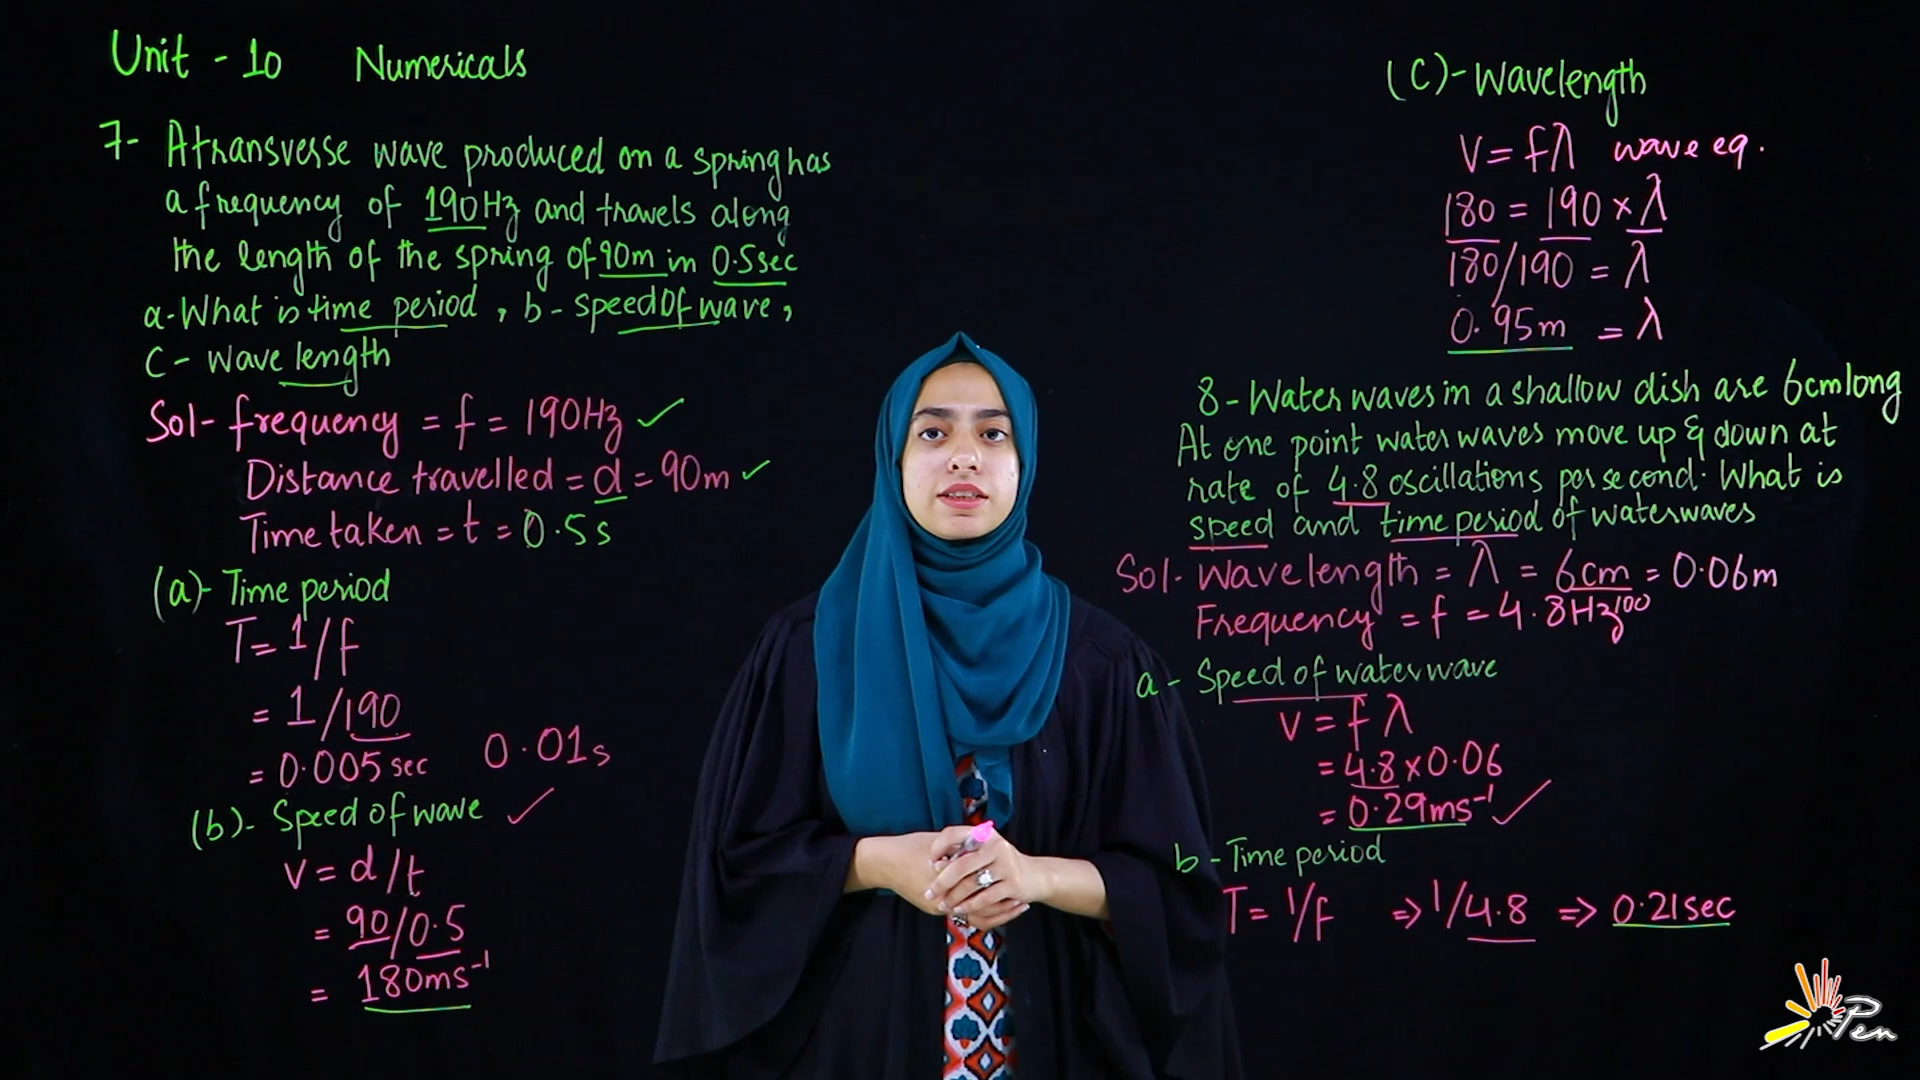 Unit - 10 Numericals
7- A transverse wave produced on a spring has
a frequency of 190Hz and travels along
the length of the spring of 90m in 0.5sec
a-What is time period, b- speed of wave,
C- wave length
Sol- frequency = f = 190Hz ✓
Distance travelled = d = 90m ✓
Time taken = t = 0.5s
(a)- Time period
T= 1/f
= 1/190
= 0.005 sec 0.01s
(b)- Speed of wave ✓
v= d/t
= 90/0.5
= 180ms⁻¹
(C)- Wavelength
V= fλ wave eq.
180 = 190 × λ
180/190 = λ
0.95m = λ
8- Water waves in a shallow dish are 6cm long
At one point water waves move up & down at
rate of 4.8 oscillations per second. What is
speed and time period of water waves
Sol- Wavelength = λ = 6cm = 0.06m
100
Frequency = f = 4.8Hz
a- Speed of water wave
v = fλ
= 4.8×0.06
= 0.29ms⁻¹ ✓
b- Time period
T= 1/f => 1/4.8 => 0.21sec
Pen